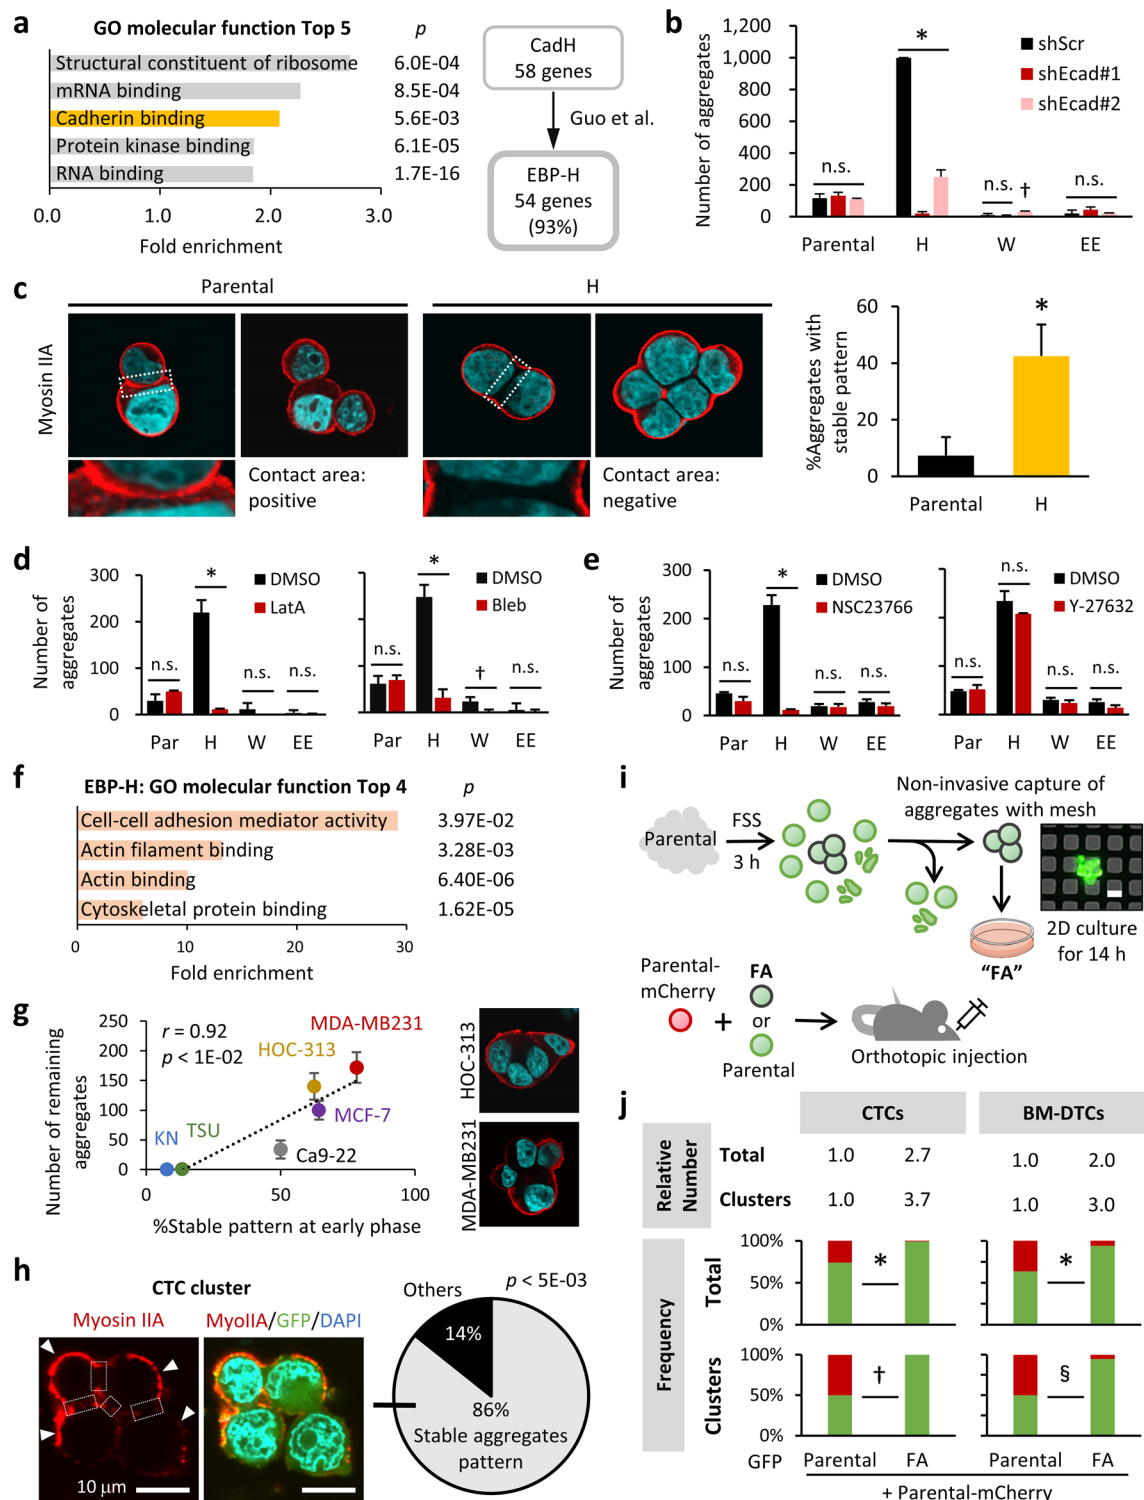 a
GO molecular function Top 5
p
Structural constituent of ribosome 6.0E-04
mRNA binding 8.5E-04
Cadherin binding 5.6E-03
Protein kinase binding 6.1E-05
RNA binding 1.7E-16
0.0 1.0 2.0 3.0
Fold enrichment
CadH
58 genes
Guo et al.
EBP-H
54 genes
(93%)
b
Number of aggregates
1,200
1,000
800
600
400
200
0
*
n.s.
n.s.
†
n.s.
shScr
shEcad#1
shEcad#2
Parental H W EE
c
Parental
H
Myosin IIA
Contact area:
positive
Contact area:
negative
%Aggregates with
stable pattern
60
40
20
0
*
Parental H
d
Number of
aggregates
300
200
100
0
n.s.
*
n.s.
n.s.
DMSO
LatA
Par H W EE
300
200
100
0
n.s.
*
†
n.s.
DMSO
Bleb
Par H W EE
e
Number of
aggregates
300
200
100
0
n.s.
*
n.s.
n.s.
DMSO
NSC23766
Par H W EE
n.s.
n.s.
n.s.
n.s.
DMSO
Y-27632
Par H W EE
f
EBP-H: GO molecular function Top 4
p
Cell-cell adhesion mediator activity 3.97E-02
Actin filament binding 3.28E-03
Actin binding 6.40E-06
Cytoskeletal protein binding 1.62E-05
0 10 20 30
Fold enrichment
g
Number of remaining
aggregates
250
200
150
100
50
0
r = 0.92
p < 1E-02
MDA-MB231
HOC-313
MCF-7
KN
TSU
Ca9-22
0 50 100
%Stable pattern at early phase
HOC-313
MDA-MB231
h
CTC cluster
Myosin IIA
MyoIIA/GFP/DAPI
10 µm
Others
p < 5E-03
14%
86%
Stable aggregates
pattern
i
Non-invasive capture of
aggregates with mesh
Parental
FSS
3 h
2D culture
for 14 h
"FA"
Parental-
mCherry
+
FA
or
Parental
Orthotopic injection
j
CTCs
BM-DTCs
Relative
Number
Total 1.0 2.7 1.0 2.0
Clusters 1.0 3.7 1.0 3.0
Frequency
Total
100%
50%
0%
*
100%
50%
0%
*
Clusters
100%
50%
0%
†
100%
50%
0%
§
GFP Parental FA Parental FA
+ Parental-mCherry